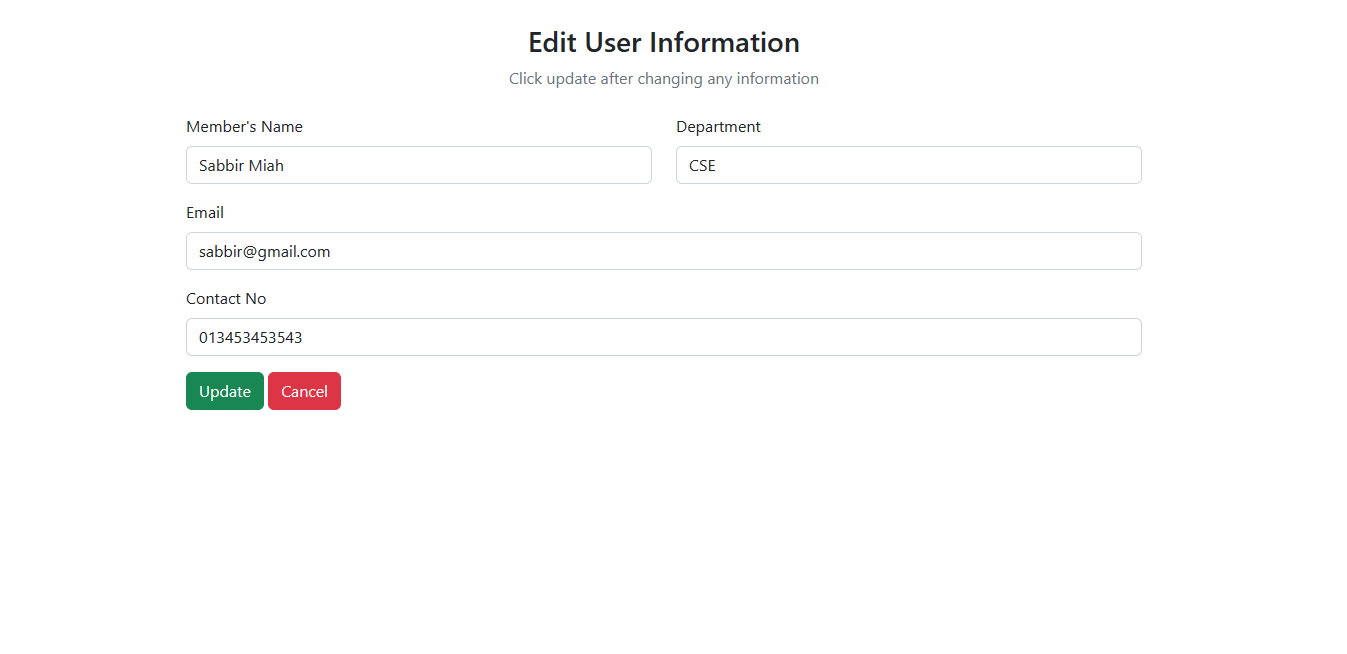 Edit User Information
Click update after changing any information
Member's Name Department
Sabbir Miah CSE
Email
sabbir@gmail.com
Contact No
013453453543
Update Cancel